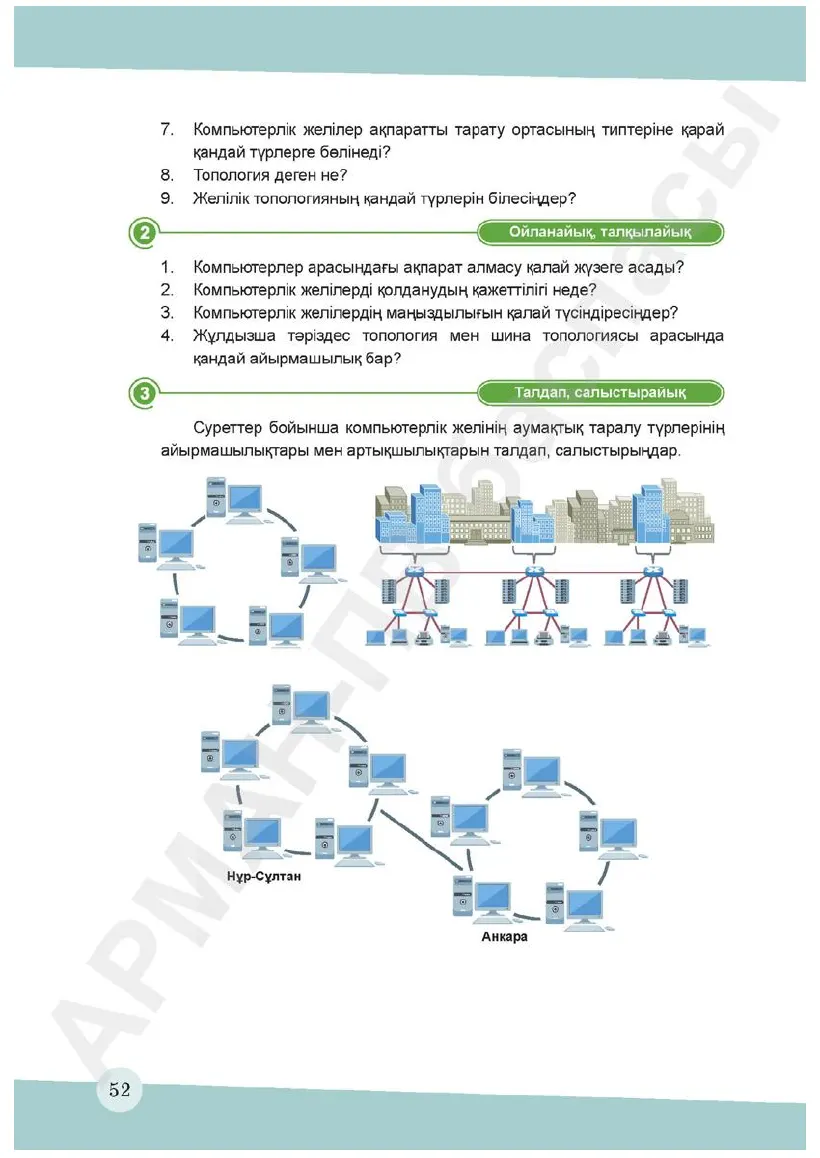 7. Компьютерлік желілер ақпаратты тарату ортасының типтеріне қарай
қандай түрлерге бөлінеді?
8. Топология деген не?
9. Желілік топологияның қандай түрлерін білесіңдер?
2 Ойланайық, талқылайық
1. Компьютерлер арасындағы ақпарат алмасу қалай жүзеге асады?
2. Компьютерлік желілерді қолданудың қажеттілігі неде?
3. Компьютерлік желілердің маңыздылығын қалай түсіндіресіңдер?
4. Жұлдызша тәріздес топология мен шина топологиясы арасында
қандай айырмашылық бар?
3 Талдап, салыстырайық
Суреттер бойынша компьютерлік желінің аумақтық таралу түрлерінің
айырмашылықтары мен артықшылықтарын талдап, салыстырыңдар.
Нұр-Сұлтан
Анкара
52
АРМАН-ПВ баспасы